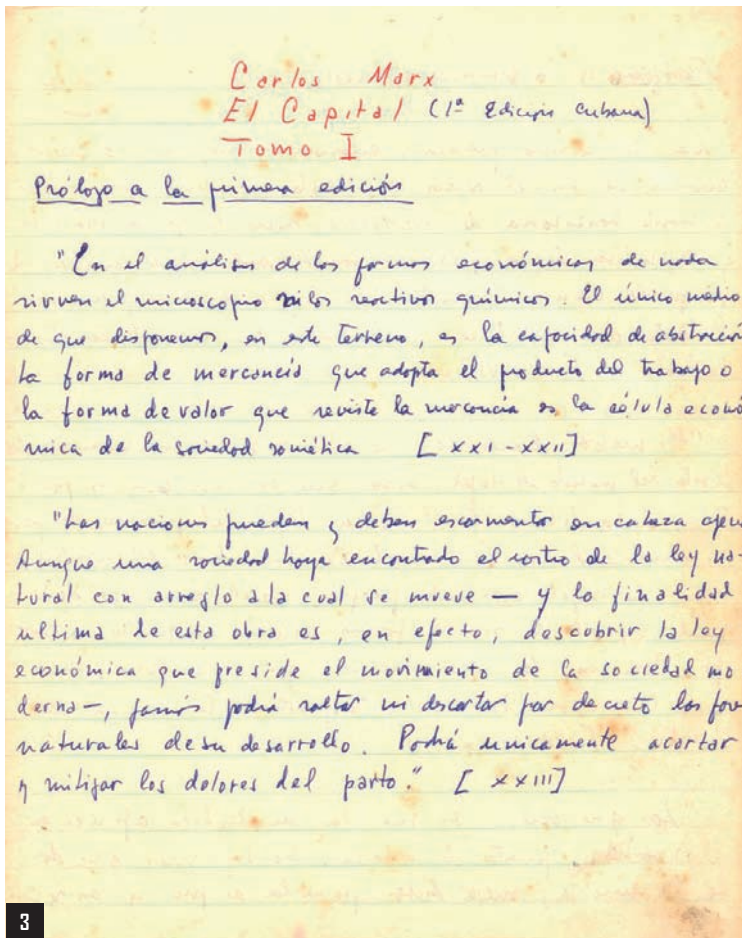 Carlos Marx
El Capital (1ª Edición Cubana)
Tomo I
Prólogo a la primera edición
"En el análisis de las formas económicas de nada
sirven el microscopio ni los reactivos químicos. El único medio
de que disponemos, en este terreno, es la capacidad de abstracción
La forma de mercancía que adopta el producto del trabajo o
la forma de valor que reviste la mercancía es la célula econó
mica de la sociedad [XXI-XXII]
"Las naciones pueden y deben escarmentar en cabeza
Aunque una sociedad haya encontrado el rostro de la ley na-
tural con arreglo a la cual se mueve — y la finalidad
ultima de esta obra es, en efecto, descubrir la ley
económica que preside el movimiento de la sociedad mo
derna—, jamás podrá saltar ni descartar por decreto las
naturales de su desarrollo. Podrá unicamente acortar
y mitigar los dolores del parto." [XXIII]
3